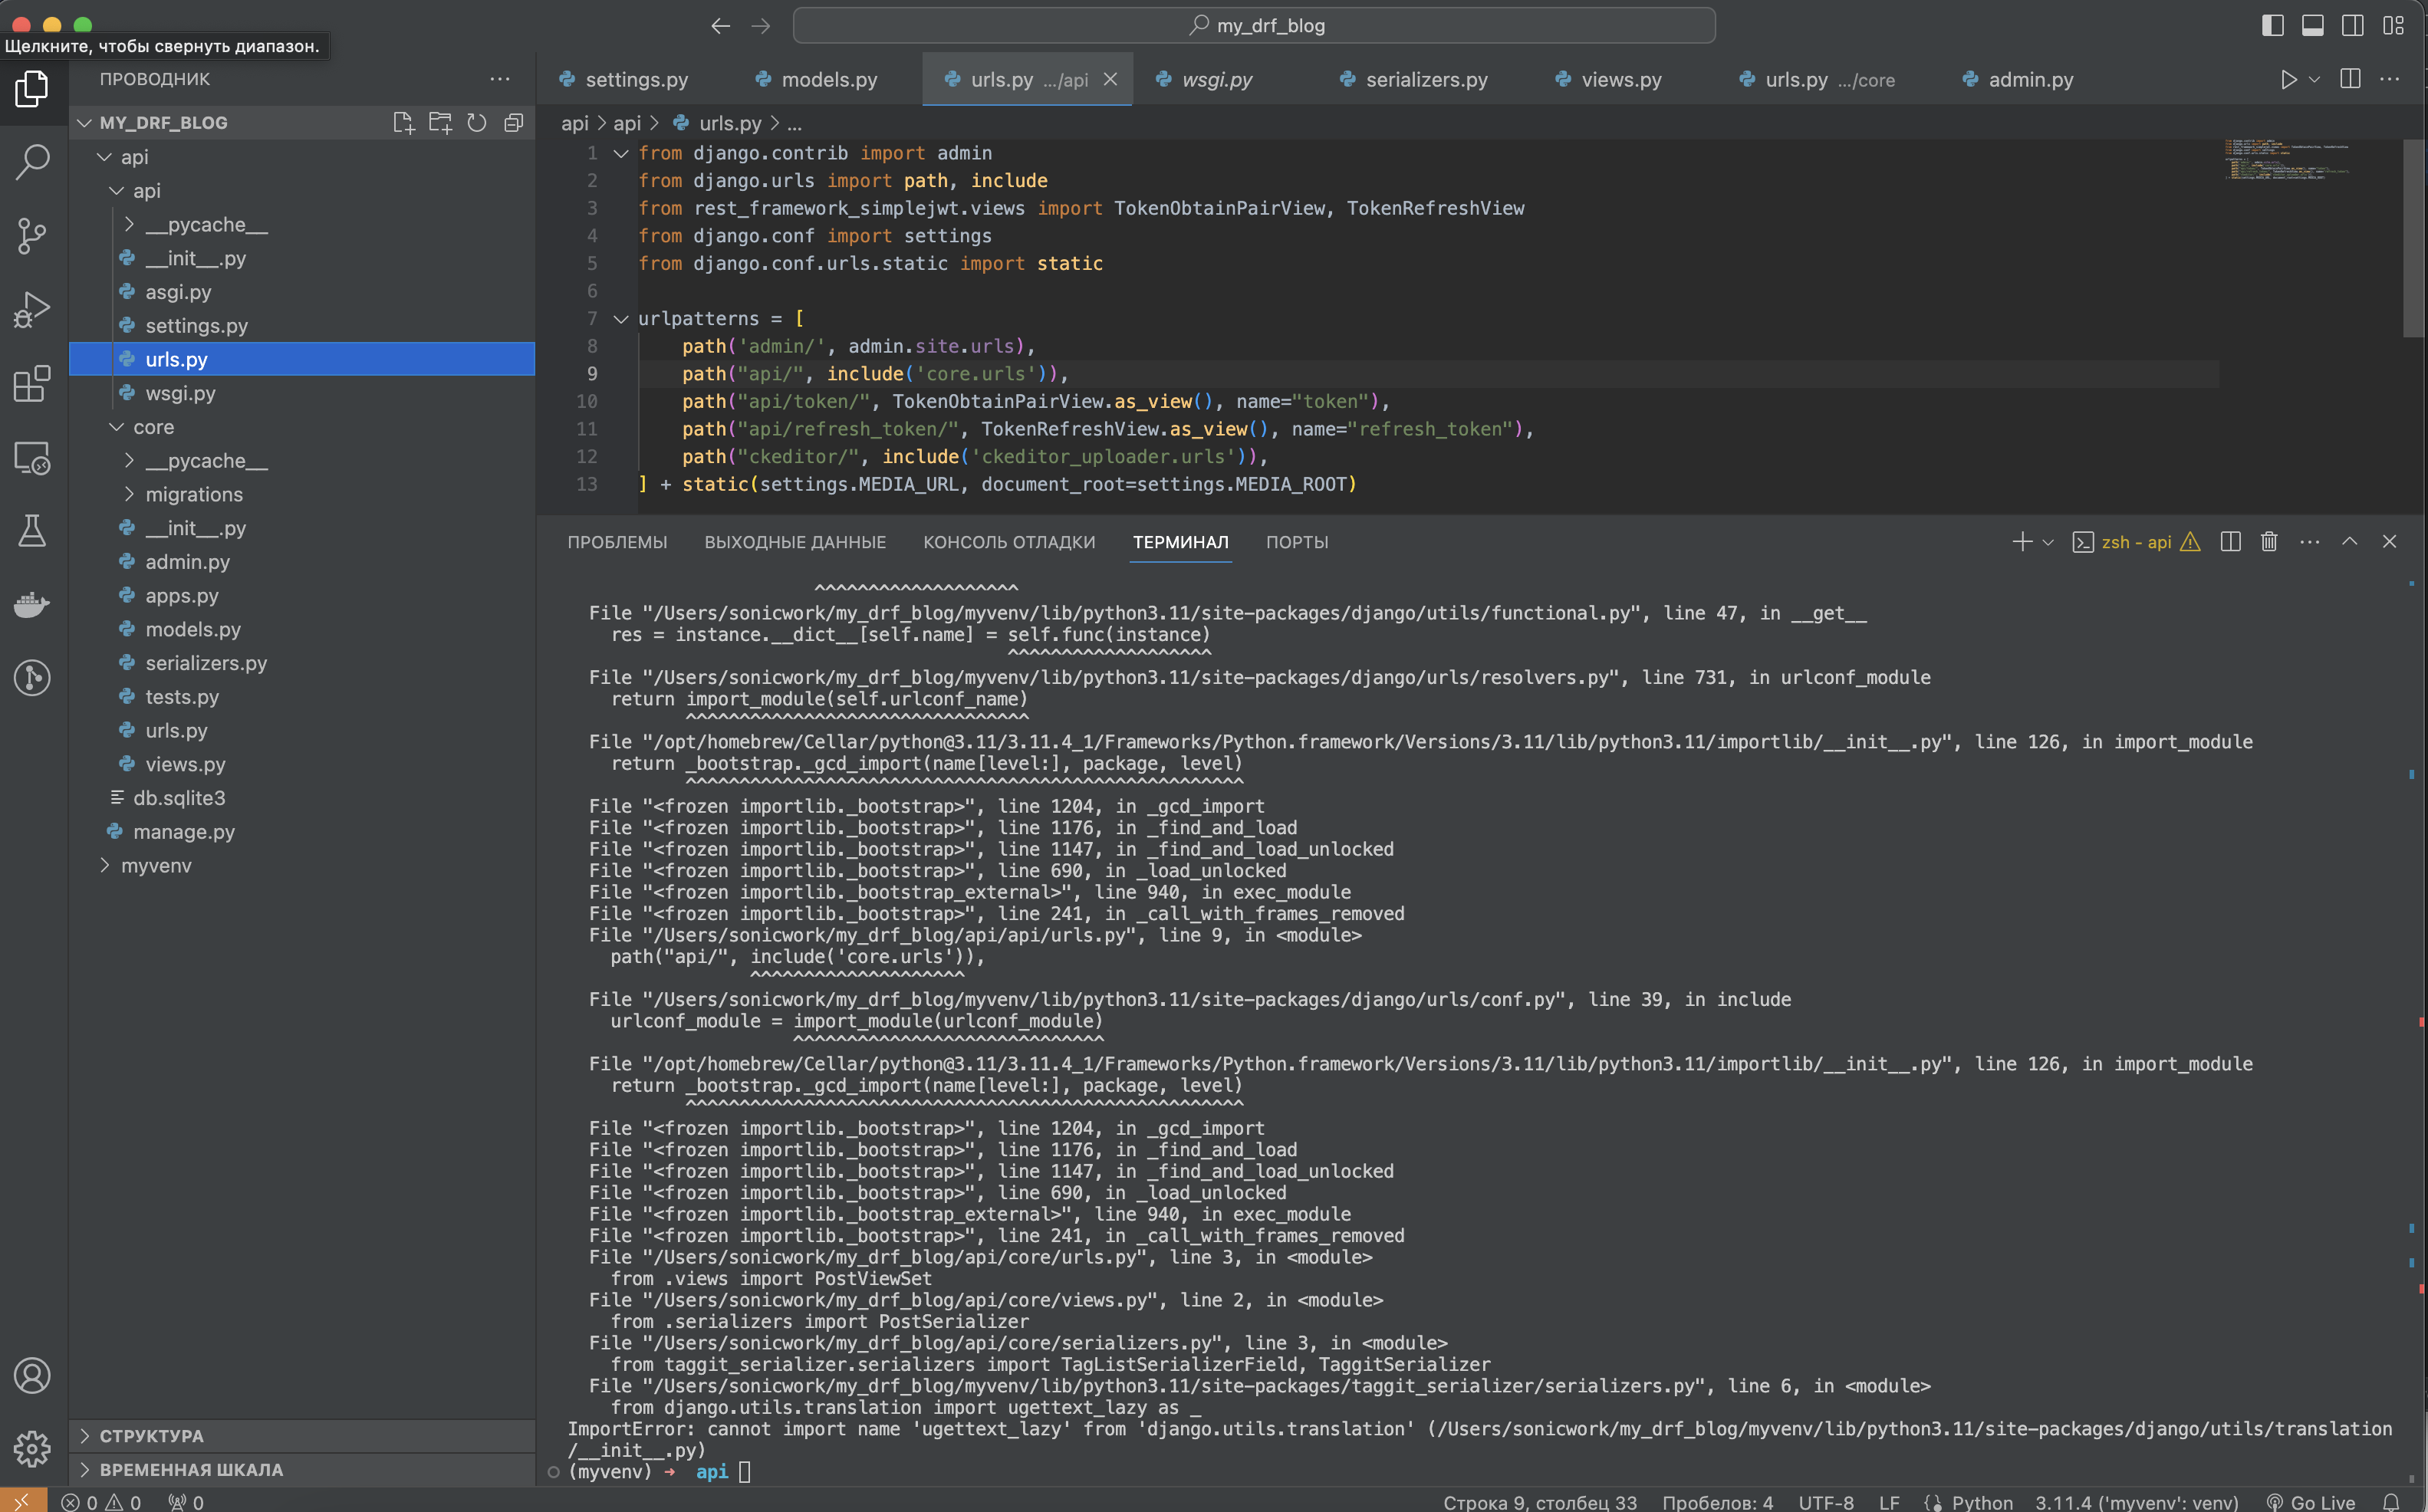 my_drf_blog
Щелкните, чтобы свернуть диапазон.
ПРОВОДНИК
settings.py
models.py
urls.py .../api
wsgi.py
serializers.py
views.py
urls.py .../core
admin.py
MY_DRF_BLOG
api
api
__pycache__
__init__.py
asgi.py
settings.py
urls.py
wsgi.py
core
__pycache__
migrations
__init__.py
admin.py
apps.py
models.py
serializers.py
tests.py
urls.py
views.py
db.sqlite3
manage.py
myvenv
СТРУКТУРА
ВРЕМЕННАЯ ШКАЛА
api > api > urls.py > ...
1 from django.contrib import admin
2 from django.urls import path, include
3 from rest_framework_simplejwt.views import TokenObtainPairView, TokenRefreshView
4 from django.conf import settings
5 from django.conf.urls.static import static
6
7 urlpatterns = [
8 path('admin/', admin.site.urls),
9 path("api/", include('core.urls')),
10 path("api/token/", TokenObtainPairView.as_view(), name="token"),
11 path("api/refresh_token/", TokenRefreshView.as_view(), name="refresh_token"),
12 path("ckeditor/", include('ckeditor_uploader.urls')),
13 ] + static(settings.MEDIA_URL, document_root=settings.MEDIA_ROOT)
ПРОБЛЕМЫ ВЫХОДНЫЕ ДАННЫЕ КОНСОЛЬ ОТЛАДКИ ТЕРМИНАЛ ПОРТЫ
zsh - api
^^^^^^^^^^^^^^^^^^^
File "/Users/sonicwork/my_drf_blog/myvenv/lib/python3.11/site-packages/django/utils/functional.py", line 47, in __get__
res = instance.__dict__[self.name] = self.func(instance)
^^^^^^^^^^^^^^^^^^^
File "/Users/sonicwork/my_drf_blog/myvenv/lib/python3.11/site-packages/django/urls/resolvers.py", line 731, in urlconf_module
return import_module(self.urlconf_name)
^^^^^^^^^^^^^^^^^^^^^^^^^^^^^^^^
File "/opt/homebrew/Cellar/python@3.11/3.11.4_1/Frameworks/Python.framework/Versions/3.11/lib/python3.11/importlib/__init__.py", line 126, in import_module
return _bootstrap._gcd_import(name[level:], package, level)
^^^^^^^^^^^^^^^^^^^^^^^^^^^^^^^^^^^^^^^^^^^^^^^^^^^^
File "<frozen importlib._bootstrap>", line 1204, in _gcd_import
File "<frozen importlib._bootstrap>", line 1176, in _find_and_load
File "<frozen importlib._bootstrap>", line 1147, in _find_and_load_unlocked
File "<frozen importlib._bootstrap>", line 690, in _load_unlocked
File "<frozen importlib._bootstrap_external>", line 940, in exec_module
File "<frozen importlib._bootstrap>", line 241, in _call_with_frames_removed
File "/Users/sonicwork/my_drf_blog/api/api/urls.py", line 9, in <module>
path("api/", include('core.urls')),
^^^^^^^^^^^^^^^^^^^^
File "/Users/sonicwork/my_drf_blog/myvenv/lib/python3.11/site-packages/django/urls/conf.py", line 39, in include
urlconf_module = import_module(urlconf_module)
^^^^^^^^^^^^^^^^^^^^^^^^^^^^^
File "/opt/homebrew/Cellar/python@3.11/3.11.4_1/Frameworks/Python.framework/Versions/3.11/lib/python3.11/importlib/__init__.py", line 126, in import_module
return _bootstrap._gcd_import(name[level:], package, level)
^^^^^^^^^^^^^^^^^^^^^^^^^^^^^^^^^^^^^^^^^^^^^^^^^^^^
File "<frozen importlib._bootstrap>", line 1204, in _gcd_import
File "<frozen importlib._bootstrap>", line 1176, in _find_and_load
File "<frozen importlib._bootstrap>", line 1147, in _find_and_load_unlocked
File "<frozen importlib._bootstrap>", line 690, in _load_unlocked
File "<frozen importlib._bootstrap_external>", line 940, in exec_module
File "<frozen importlib._bootstrap>", line 241, in _call_with_frames_removed
File "/Users/sonicwork/my_drf_blog/api/core/urls.py", line 3, in <module>
from .views import PostViewSet
File "/Users/sonicwork/my_drf_blog/api/core/views.py", line 2, in <module>
from .serializers import PostSerializer
File "/Users/sonicwork/my_drf_blog/api/core/serializers.py", line 3, in <module>
from taggit_serializer.serializers import TagListSerializerField, TaggitSerializer
File "/Users/sonicwork/my_drf_blog/myvenv/lib/python3.11/site-packages/taggit_serializer/serializers.py", line 6, in <module>
from django.utils.translation import ugettext_lazy as _
ImportError: cannot import name 'ugettext_lazy' from 'django.utils.translation' (/Users/sonicwork/my_drf_blog/myvenv/lib/python3.11/site-packages/django/utils/translation
/__init__.py)
(myvenv) → api
0 0 0
Строка 9, столбец 33 Пробелов: 4 UTF-8 LF Python 3.11.4 ('myvenv': venv) Go Live